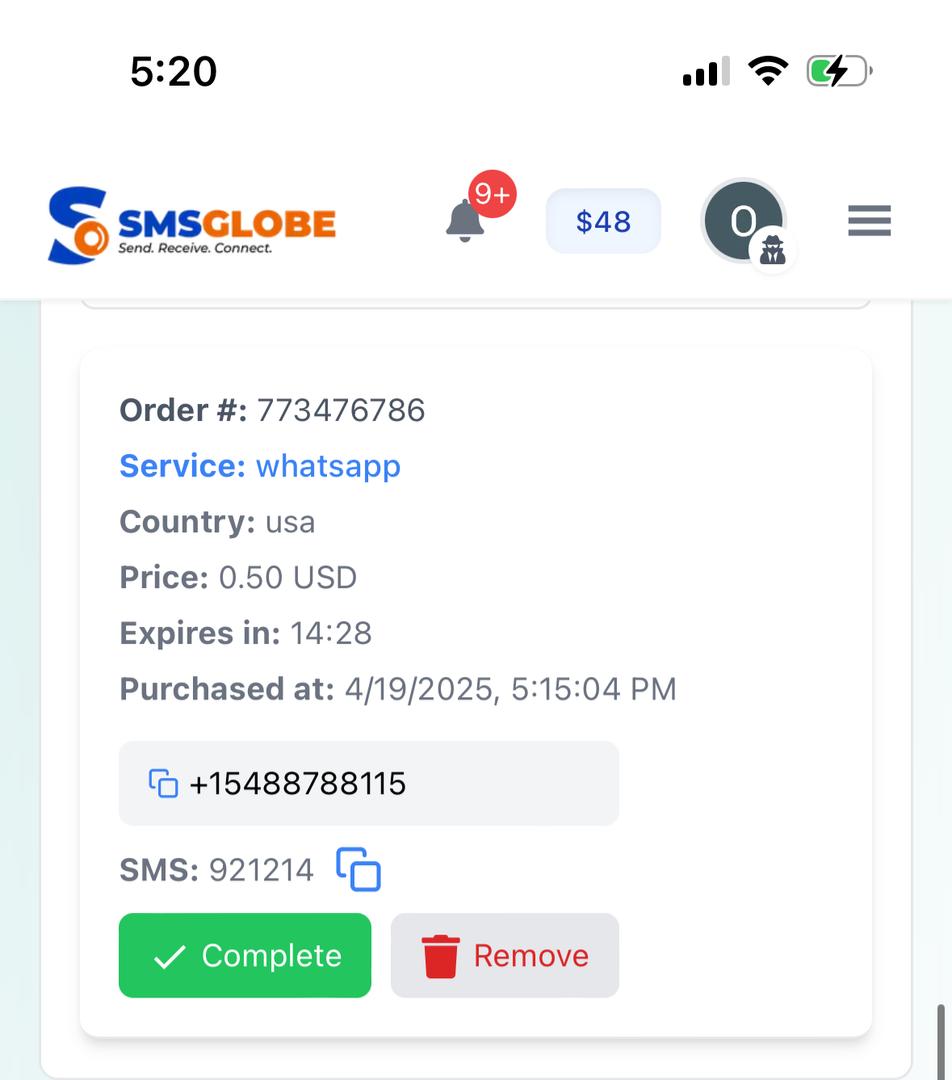 5:20
SMSGLOBE
Send. Receive. Connect.
9+
$48
O
Order #: 773476786
Service: whatsapp
Country: usa
Price: 0.50 USD
Expires in: 14:28
Purchased at: 4/19/2025, 5:15:04 PM
+15488788115
SMS: 921214
Complete
Remove